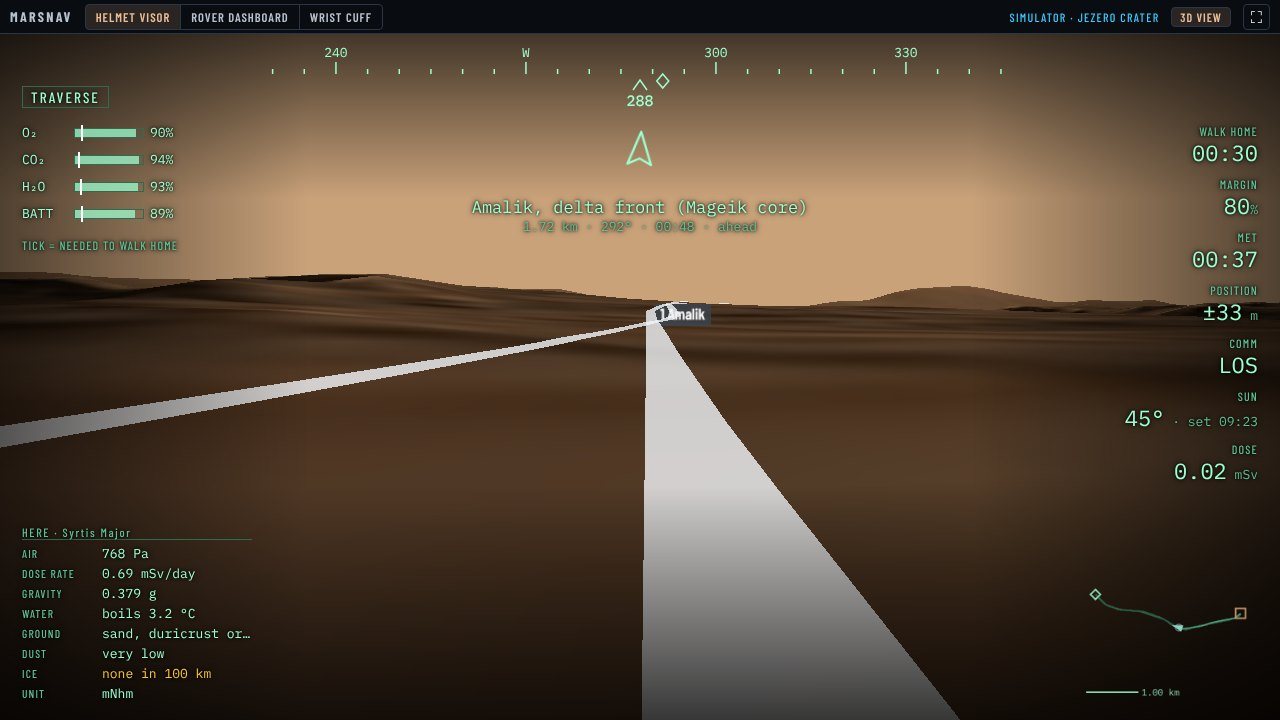 MARSNAV HELMET VISOR ROVER DASHBOARD WRIST CUFF SIMULATOR · JEZERO CRATER 3D VIEW
240 W 300 330
288
TRAVERSE
O₂ 90%
CO₂ 94%
H₂O 93%
BATT 89%
TICK = NEEDED TO WALK HOME
Amalik, delta front (Mageik core)
1.72 km · 292° · 00:48 · ahead
1 Amalik
WALK HOME
00:30
MARGIN
80%
MET
00:37
POSITION
±33 m
COMM
LOS
SUN
45° · set 09:23
DOSE
0.02 mSv
HERE · Syrtis Major
AIR 768 Pa
DOSE RATE 0.69 mSv/day
GRAVITY 0.379 g
WATER boils 3.2 °C
GROUND sand, duricrust or…
DUST very low
ICE none in 100 km
UNIT mNhm
1.00 km